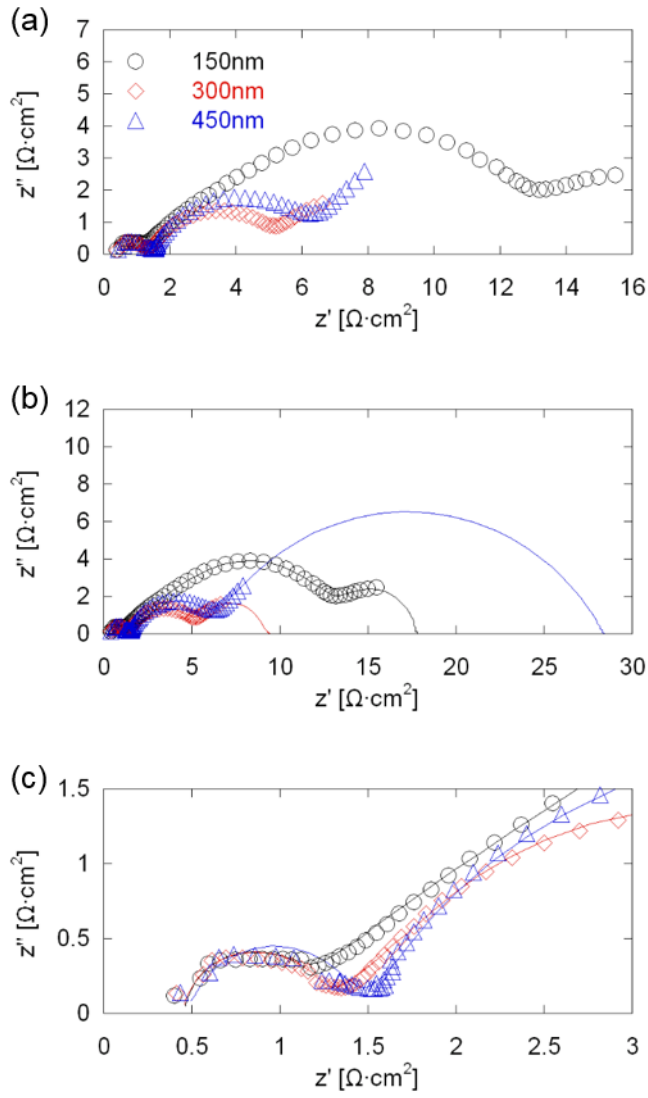 (a)
7
6
5
4
3
2
1
0
z'' [Ω·cm²]
150nm
300nm
450nm
0 2 4 6 8 10 12 14 16
z' [Ω·cm²]
(b)
12
10
8
6
4
2
0
z'' [Ω·cm²]
0 5 10 15 20 25 30
z' [Ω·cm²]
(c)
1.5
1
0.5
0
z'' [Ω·cm²]
0 0.5 1 1.5 2 2.5 3
z' [Ω·cm²]